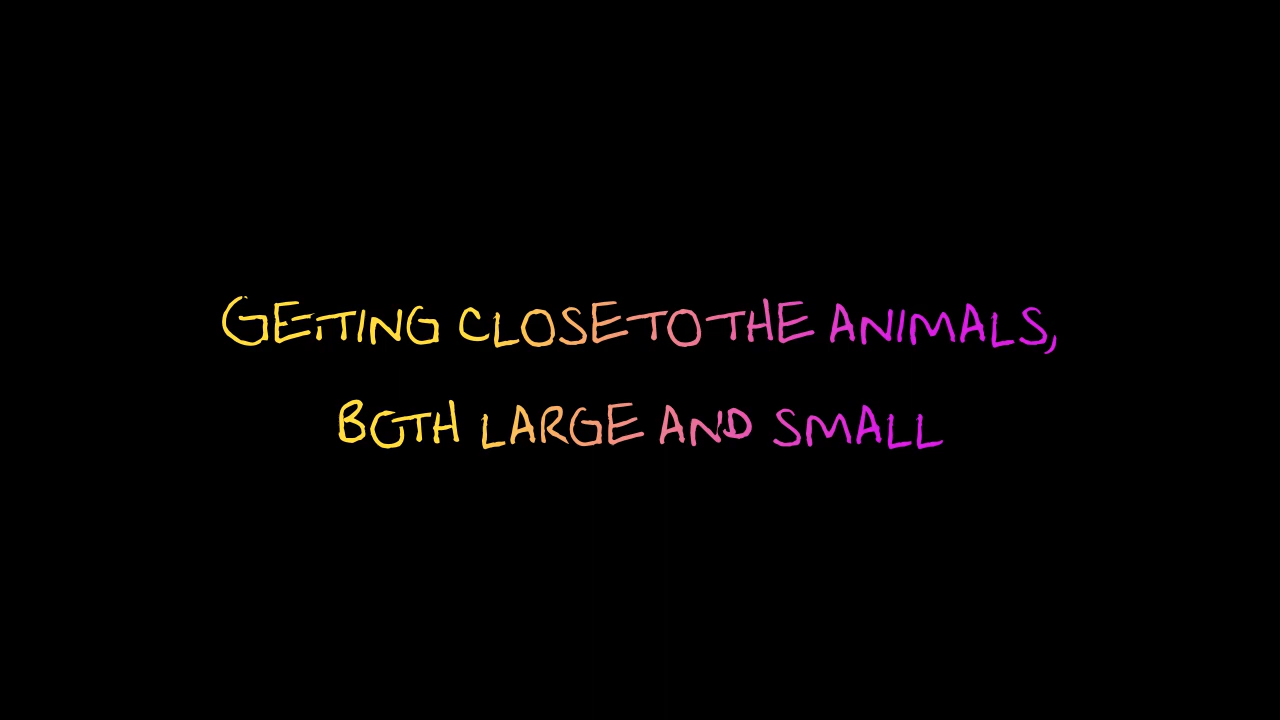 GETTING CLOSE TO THE ANIMALS,
BOTH LARGE AND SMALL